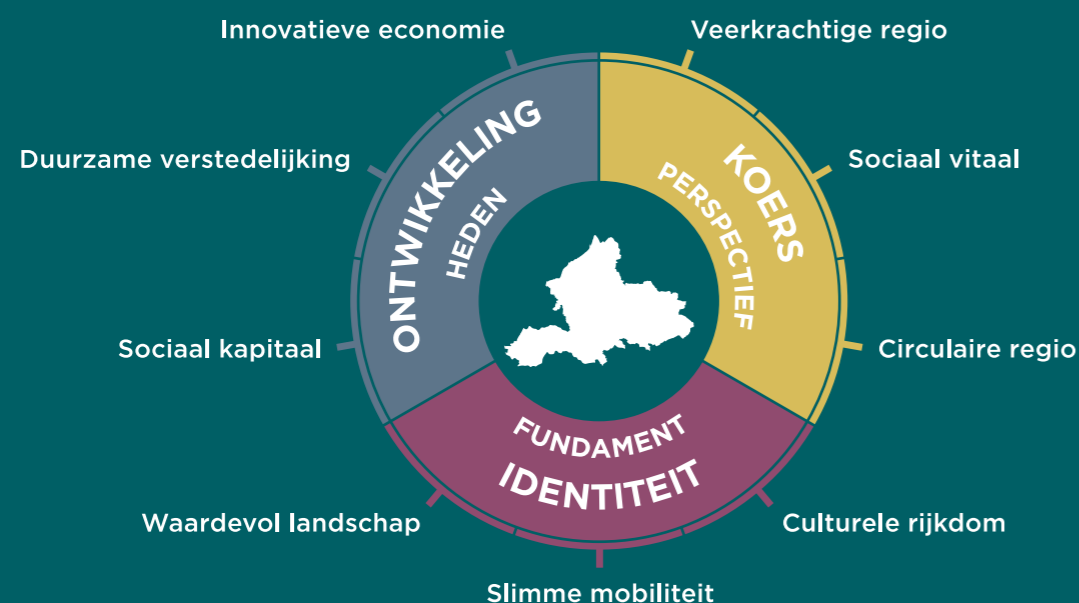 Innovatieve economie
Veerkrachtige regio
Duurzame verstedelijking
Sociaal vitaal
ONTWIKKELING
HEDEN
KOERS
PERSPECTIEF
Sociaal kapitaal
Circulaire regio
FUNDAMENT
IDENTITEIT
Waardevol landschap
Culturele rijkdom
Slimme mobiliteit